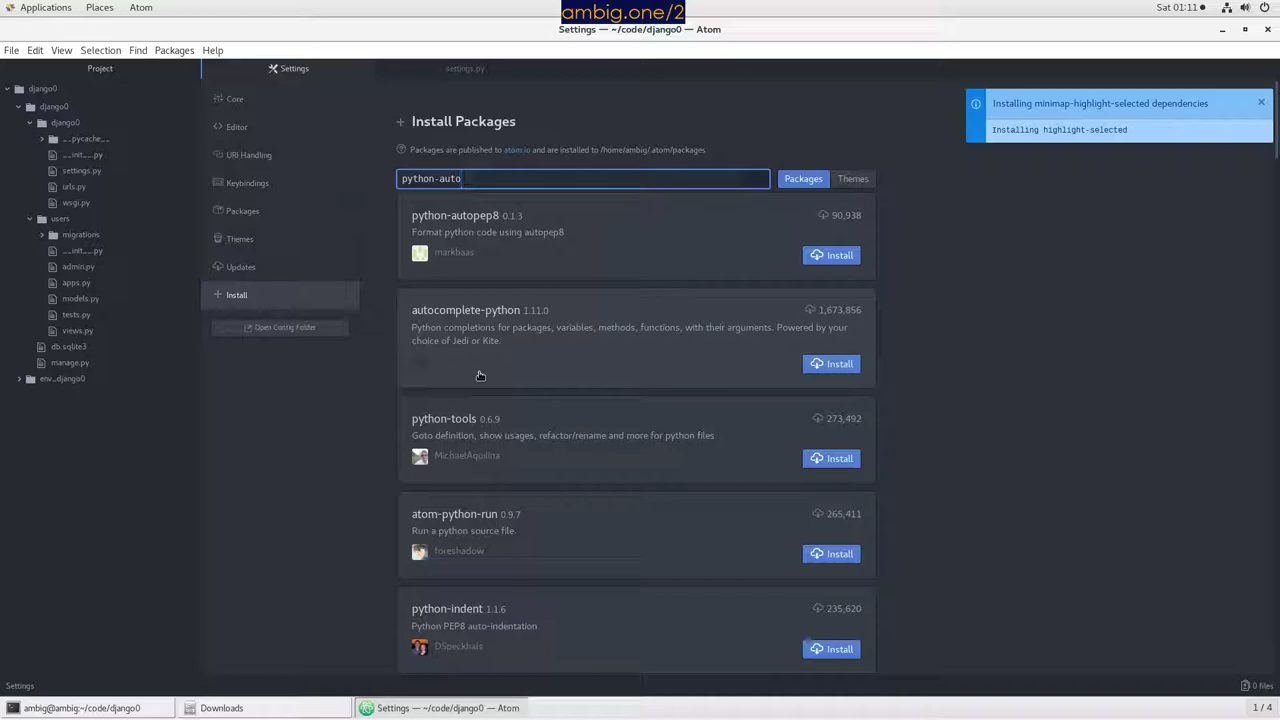 Applications Places Atom
ambig.one/2
Sat 01:11
Settings — ~/code/django0 — Atom
File Edit View Selection Find Packages Help
Project
Settings
settings.py
django0
django0
django0
__pycache__
__init__.py
settings.py
urls.py
wsgi.py
users
migrations
__init__.py
admin.py
apps.py
models.py
tests.py
views.py
db.sqlite3
manage.py
env_django0
Core
Editor
URI Handling
Keybindings
Packages
Themes
Updates
Install
Open Config Folder
Install Packages
Packages are published to atom.io and are installed to /home/ambig/.atom/packages
python-auto
Packages Themes
python-autopep8 0.1.3 90,938
Format python code using autopep8
markbaas Install
autocomplete-python 1.11.0 1,673,856
Python completions for packages, variables, methods, functions, with their arguments. Powered by your
choice of Jedi or Kite.
Install
python-tools 0.6.9 273,492
Goto definition, show usages, refactor/rename and more for python files
MichaelAquilina Install
atom-python-run 0.9.7 265,411
Run a python source file.
foreshadow Install
python-indent 1.1.6 235,620
Python PEP8 auto-indentation
DSpeckhals Install
Installing minimap-highlight-selected dependencies
Installing highlight-selected
Settings
0 files
ambig@ambig:~/code/django0 Downloads Settings — ~/code/django0 — Atom 1 / 4